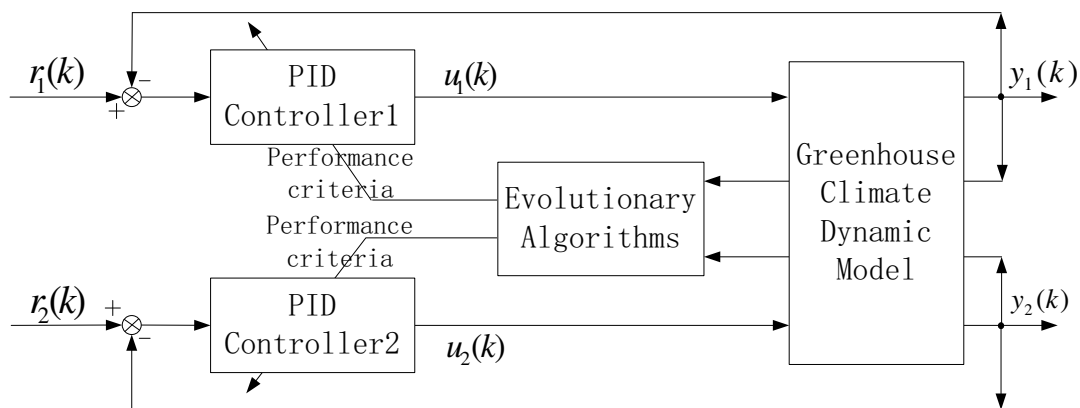 r₁(k)
+
−
PID
Controller1
u₁(k)
y₁(k)
Performance
criteria
Evolutionary
Algorithms
Greenhouse
Climate
Dynamic
Model
Performance
criteria
r₂(k)
+
−
PID
Controller2
u₂(k)
y₂(k)